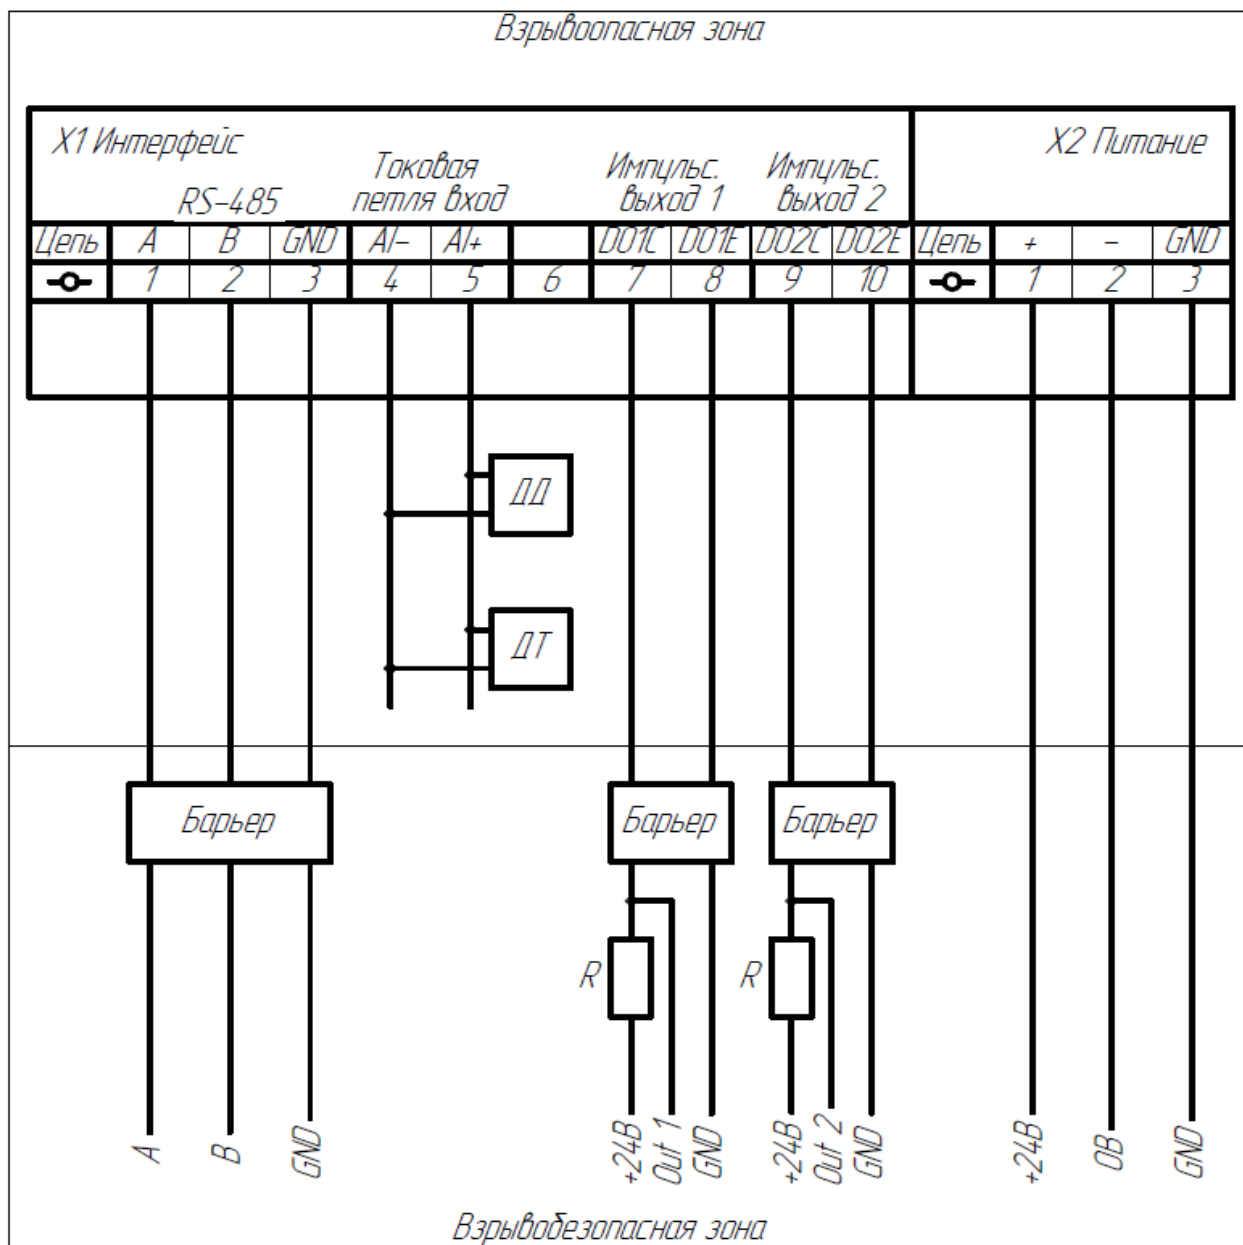 Взрывоопасная зона
X1 Интерфейс
X2 Питание
RS-485
Токовая
петля вход
Импульс.
выход 1
Импульс.
выход 2
Цепь A B GND AI- AI+ DO1C DO1E DO2C DO2E Цепь + - GND
1 2 3 4 5 6 7 8 9 10 1 2 3
ДД
ДТ
Барьер Барьер Барьер
R R
A B GND +24В Out 1 GND +24В Out 2 GND +24В 0В GND
Взрывобезопасная зона